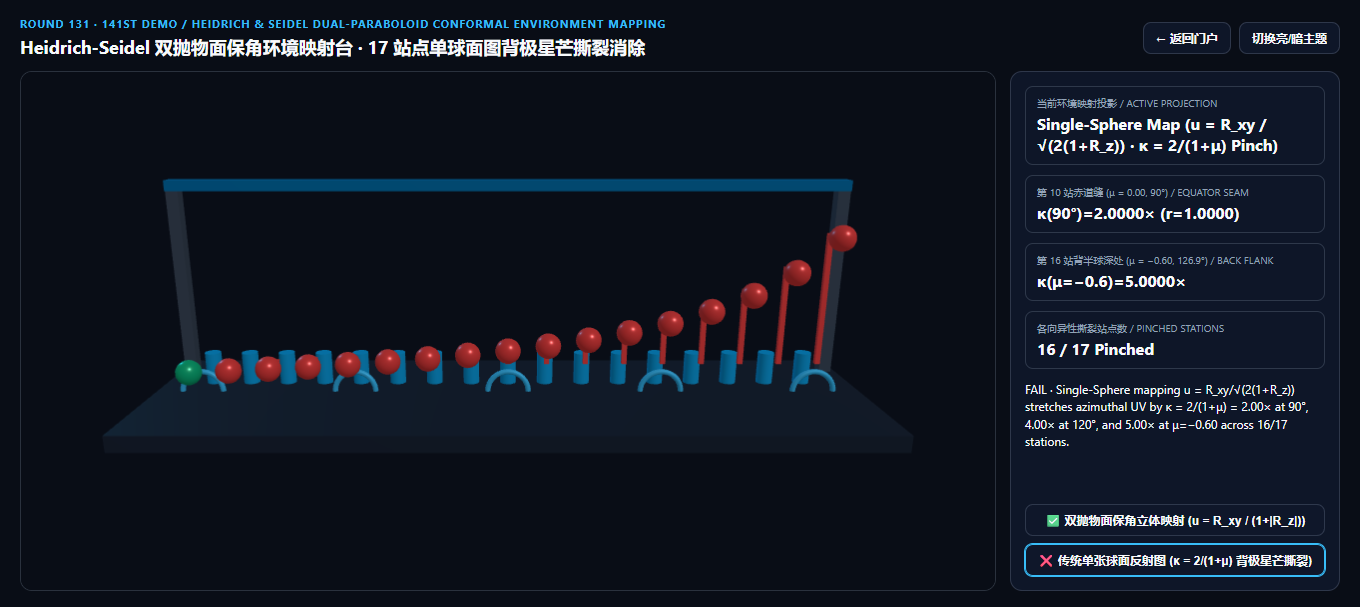 ROUND 131 · 141ST DEMO / HEIDRICH & SEIDEL DUAL-PARABOLOID CONFORMAL ENVIRONMENT MAPPING
Heidrich-Seidel 双抛物面保角环境映射台 · 17 站点单球面图背极星芒撕裂消除
← 返回门户
切换亮/暗主题
当前环境映射投影 / ACTIVE PROJECTION
Single-Sphere Map (u = R_xy /
√(2(1+R_z)) · κ = 2/(1+μ) Pinch)
第 10 站赤道缝 (μ = 0.00, 90°) / EQUATOR SEAM
κ(90°)=2.0000× (r=1.0000)
第 16 站背半球深处 (μ = −0.60, 126.9°) / BACK FLANK
κ(μ=−0.6)=5.0000×
各向异性撕裂站点数 / PINCHED STATIONS
16 / 17 Pinched
FAIL · Single-Sphere mapping u = R_xy/√(2(1+R_z))
stretches azimuthal UV by κ = 2/(1+μ) = 2.00× at 90°,
4.00× at 120°, and 5.00× at μ=−0.60 across 16/17
stations.
✅ 双抛物面保角立体映射 (u = R_xy / (1+|R_z|))
❌ 传统单张球面反射图 (κ = 2/(1+μ) 背极星芒撕裂)